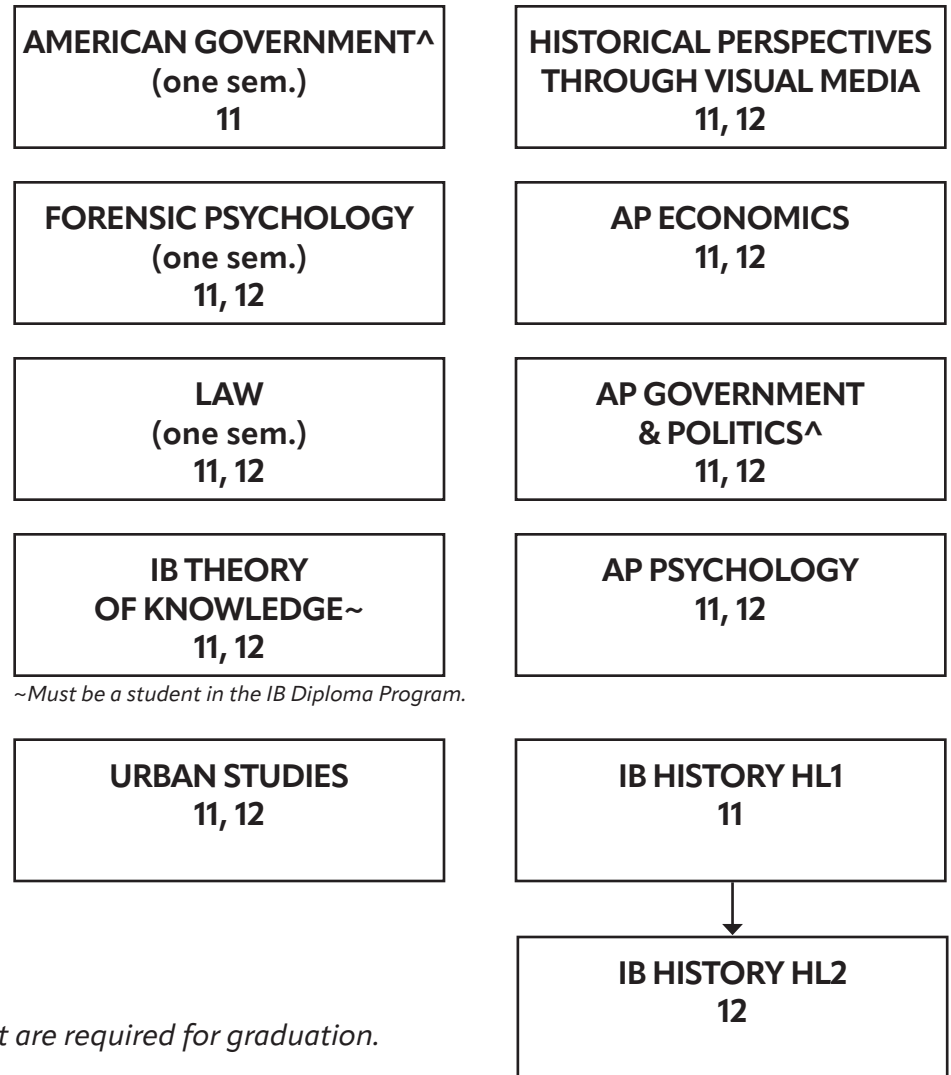 AMERICAN GOVERNMENT^
(one sem.)
11
HISTORICAL PERSPECTIVES
THROUGH VISUAL MEDIA
11, 12
FORENSIC PSYCHOLOGY
(one sem.)
11, 12
AP ECONOMICS
11, 12
LAW
(one sem.)
11, 12
AP GOVERNMENT
& POLITICS^
11, 12
IB THEORY
OF KNOWLEDGE~
11, 12
~Must be a student in the IB Diploma Program.
AP PSYCHOLOGY
11, 12
URBAN STUDIES
11, 12
IB HISTORY HL1
11
IB HISTORY HL2
12
are required for graduation.